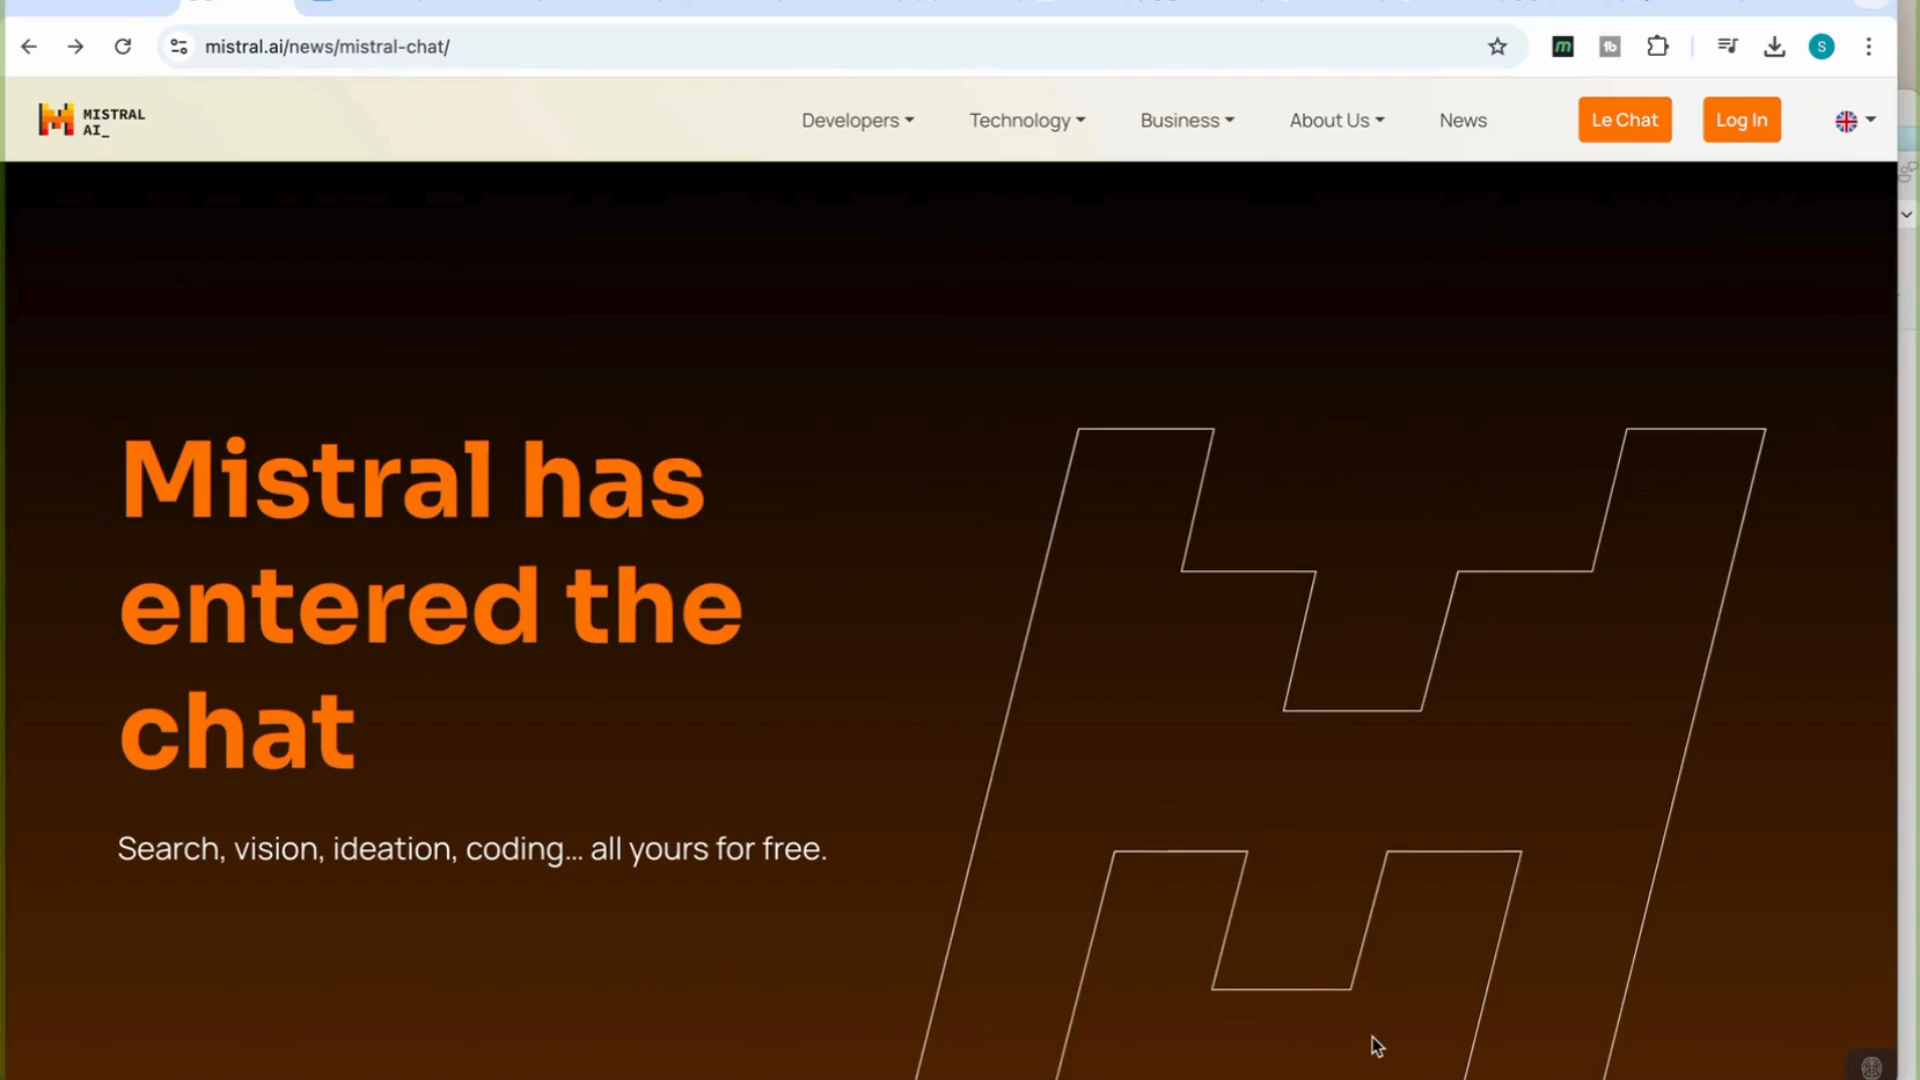 mistral.ai/news/mistral-chat/
m
tb
S
MISTRAL
AI_
Developers
Technology
Business
About Us
News
Le Chat
Log In
Mistral has
entered the
chat
Search, vision, ideation, coding... all yours for free.